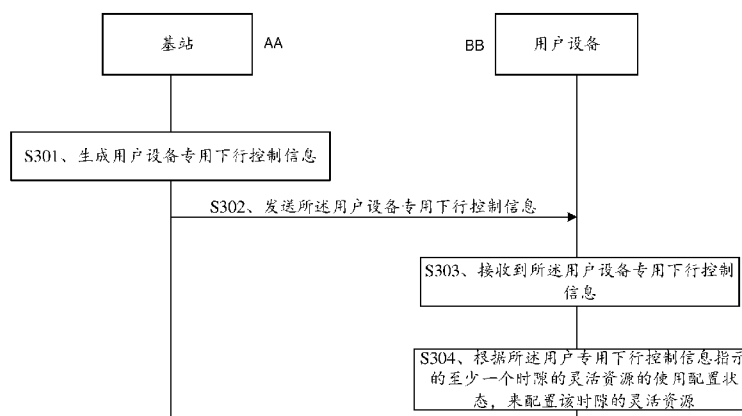 基站
AA
BB
用户设备
S301、生成用户设备专用下行控制信息
S302、发送所述用户设备专用下行控制信息
S303、接收到所述用户设备专用下行控制
信息
S304、根据所述用户专用下行控制信息指示
的至少一个时隙的灵活资源的使用配置状
态，来配置该时隙的灵活资源